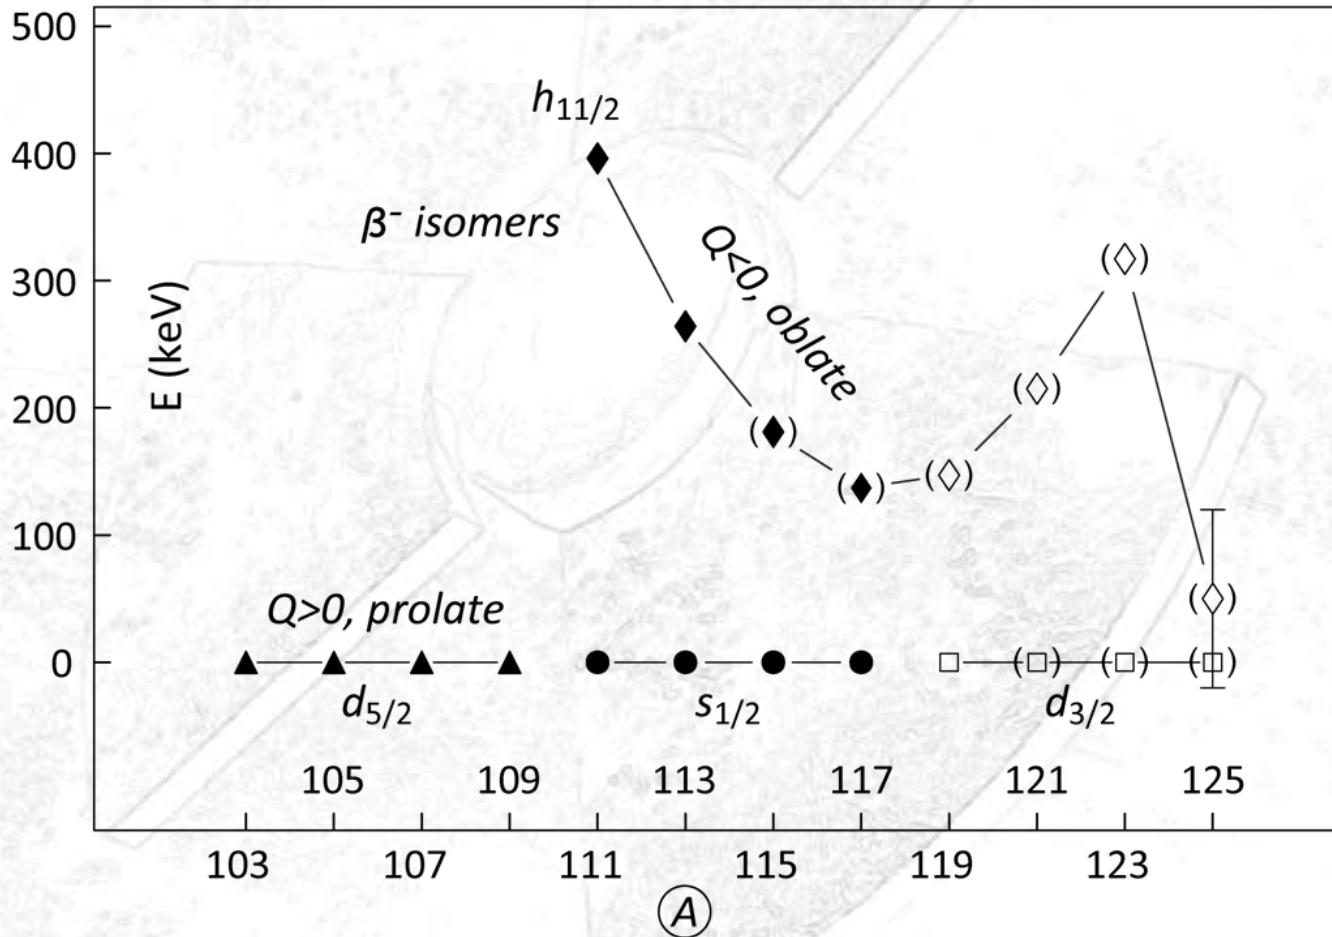 500
h11/2
400
β- isomers
Q<0, oblate
300
E (keV)
200
100
Q>0, prolate
0
d5/2
s1/2
d3/2
105 109 113 117 121 125
103 107 111 115 119 123
A